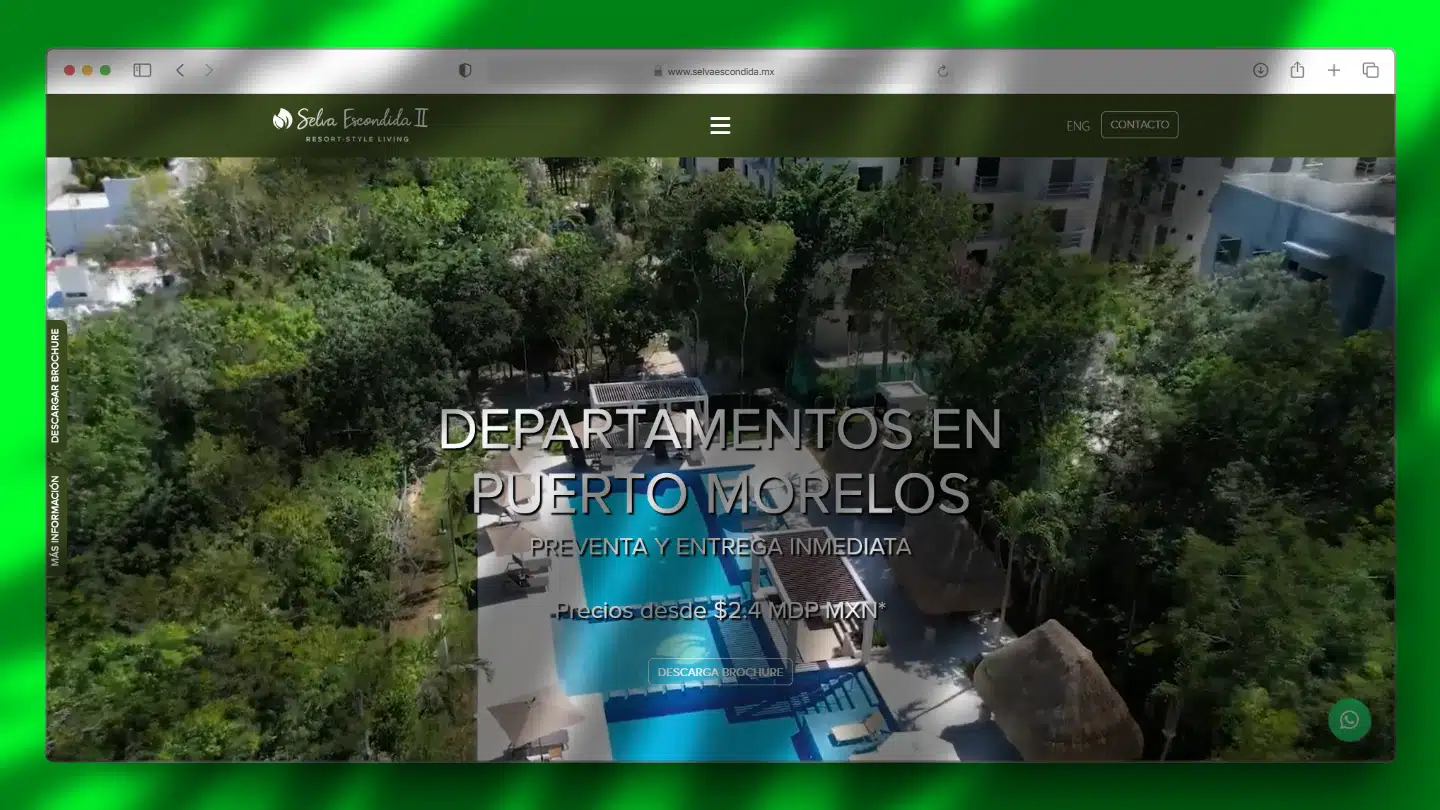 www.selvaescondida.mx
Selva Escondida II
RESORT-STYLE LIVING
ENG
CONTACTO
DESCARGAR BROCHURE
MÁS INFORMACIÓN
DEPARTAMENTOS EN
PUERTO MORELOS
PREVENTA Y ENTREGA INMEDIATA
Precios desde $2.4 MDP MXN*
DESCARGA BROCHURE